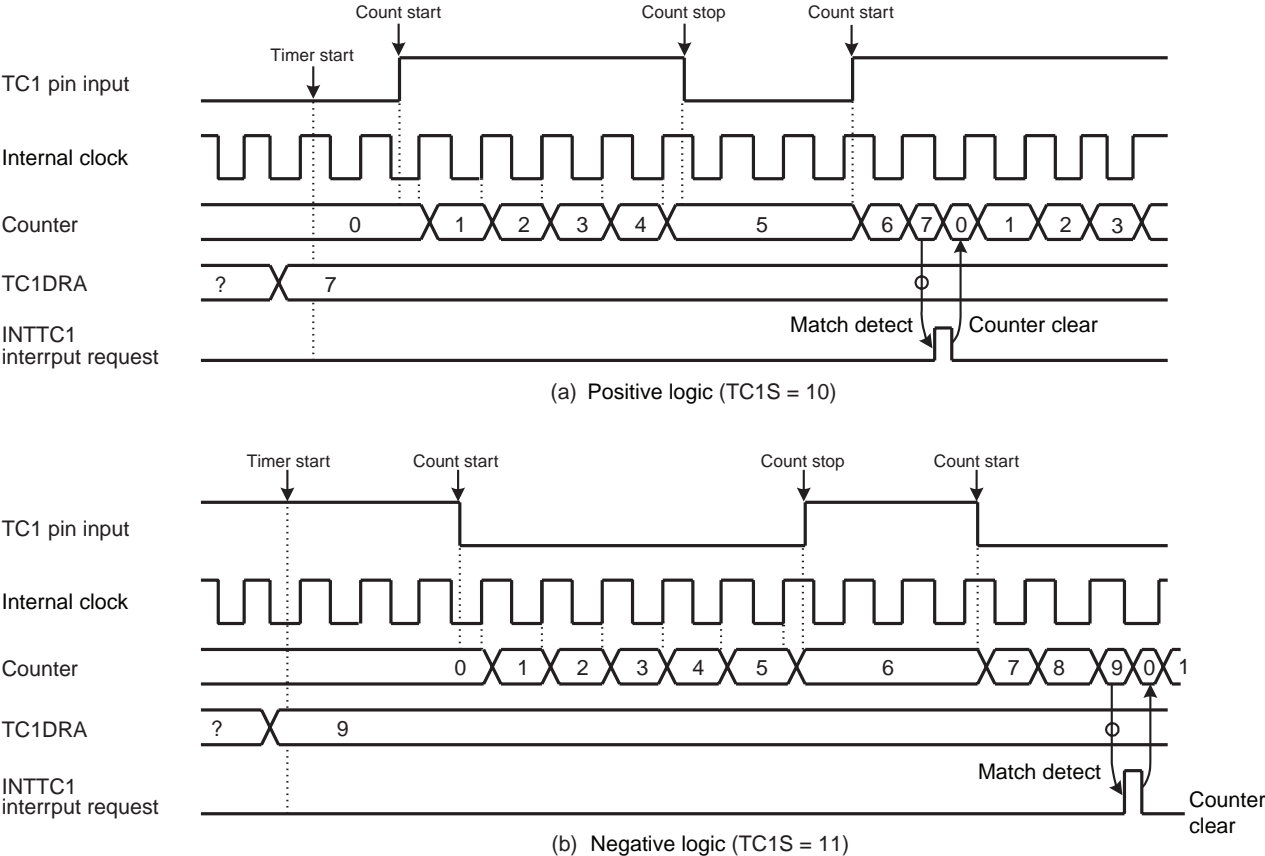 Count start
Count stop
Count start
Timer start
TC1 pin input
Internal clock
Counter
0 1 2 3 4 5 6 7 0 1 2 3
TC1DRA
? 7
INTTC1
interrput request
Match detect
Counter clear
(a) Positive logic (TC1S = 10)
Timer start
Count start
Count stop
Count start
TC1 pin input
Internal clock
Counter
0 1 2 3 4 5 6 7 8 9 0 1
TC1DRA
? 9
INTTC1
interrput request
Match detect
Counter
clear
(b) Negative logic (TC1S = 11)